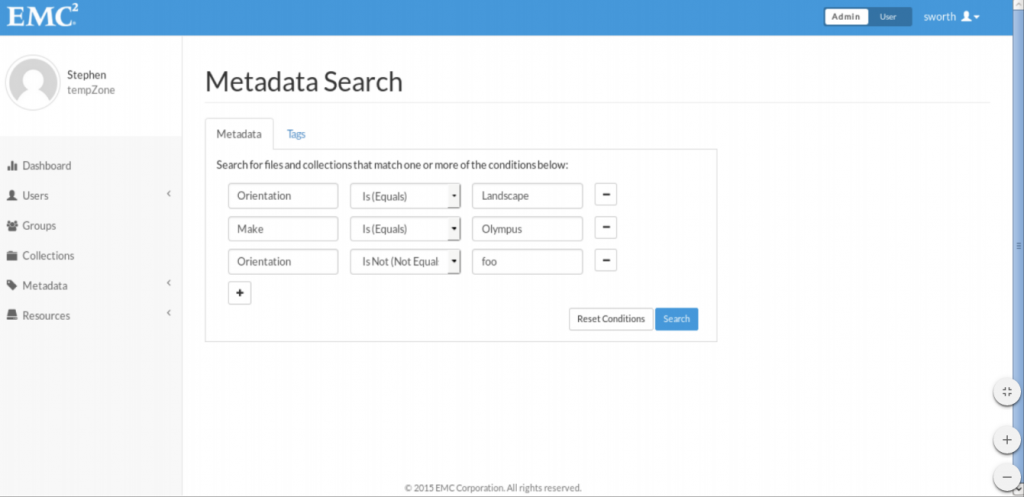 EMC²
Admin User sworth
Stephen
tempZone
Dashboard
Users
Groups
Collections
Metadata
Resources
Metadata Search
Metadata Tags
Search for files and collections that match one or more of the conditions below:
Orientation Is (Equals) Landscape −
Make Is (Equals) Olympus −
Orientation Is Not (Not Equal foo −
+
Reset Conditions Search
© 2015 EMC Corporation. All rights reserved.